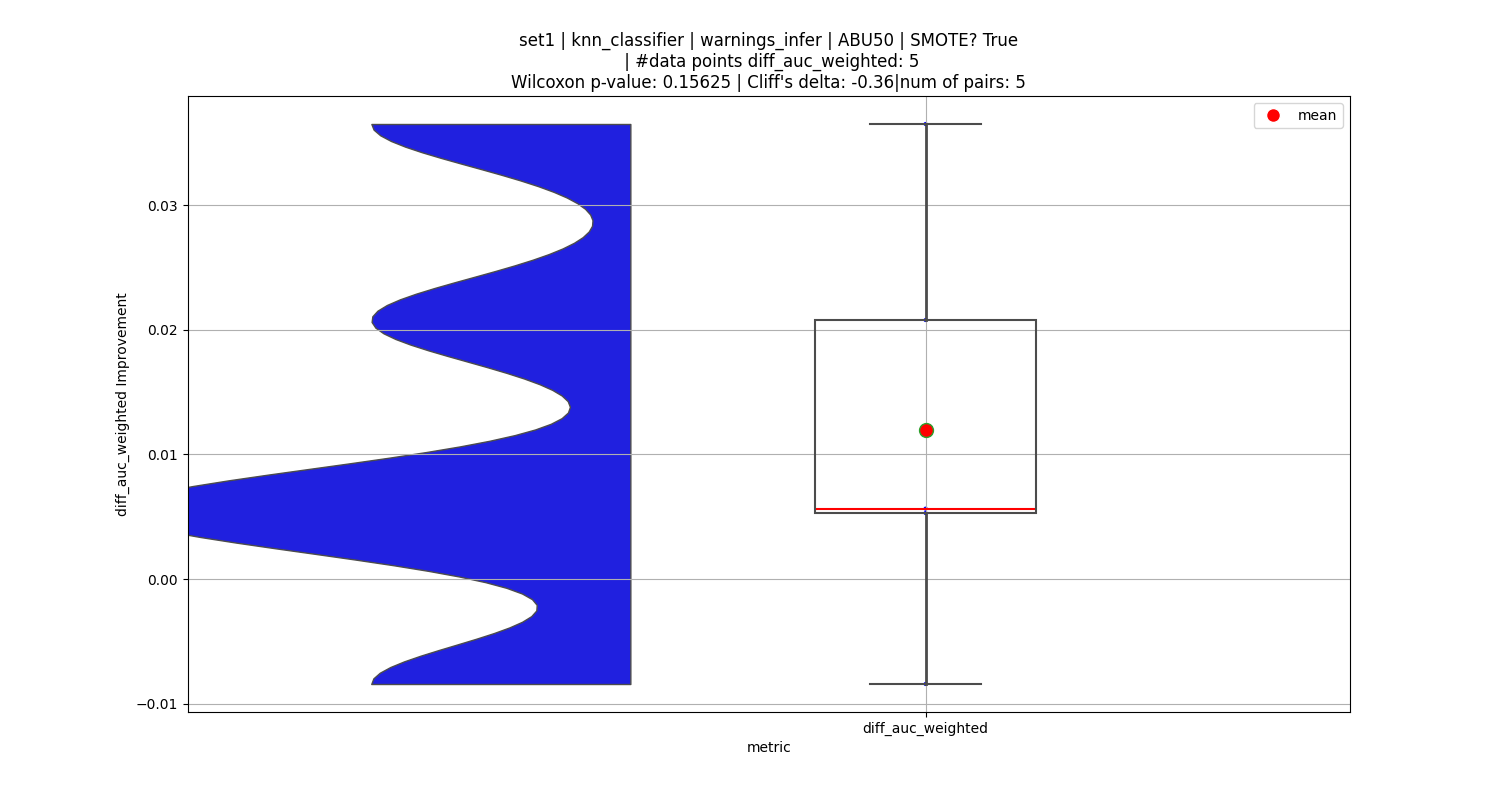 set1 | knn_classifier | warnings_infer | ABU50 | SMOTE? True
| #data points diff_auc_weighted: 5
Wilcoxon p-value: 0.15625 | Cliff's delta: -0.36|num of pairs: 5
mean
0.03
0.02
0.01
0.00
−0.01
diff_auc_weighted Improvement
diff_auc_weighted
metric